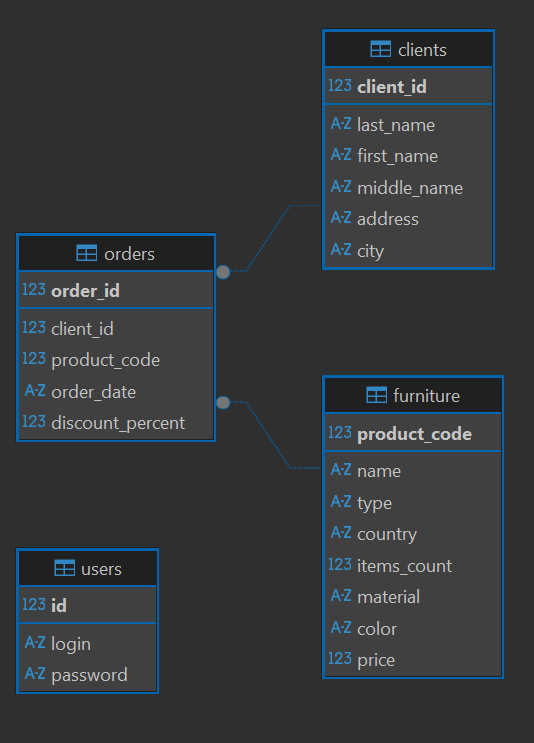 clients
123 client_id
A-Z last_name
A-Z first_name
A-Z middle_name
A-Z address
A-Z city
orders
123 order_id
123 client_id
123 product_code
A-Z order_date
123 discount_percent
furniture
123 product_code
A-Z name
A-Z type
A-Z country
123 items_count
A-Z material
A-Z color
123 price
users
123 id
A-Z login
A-Z password